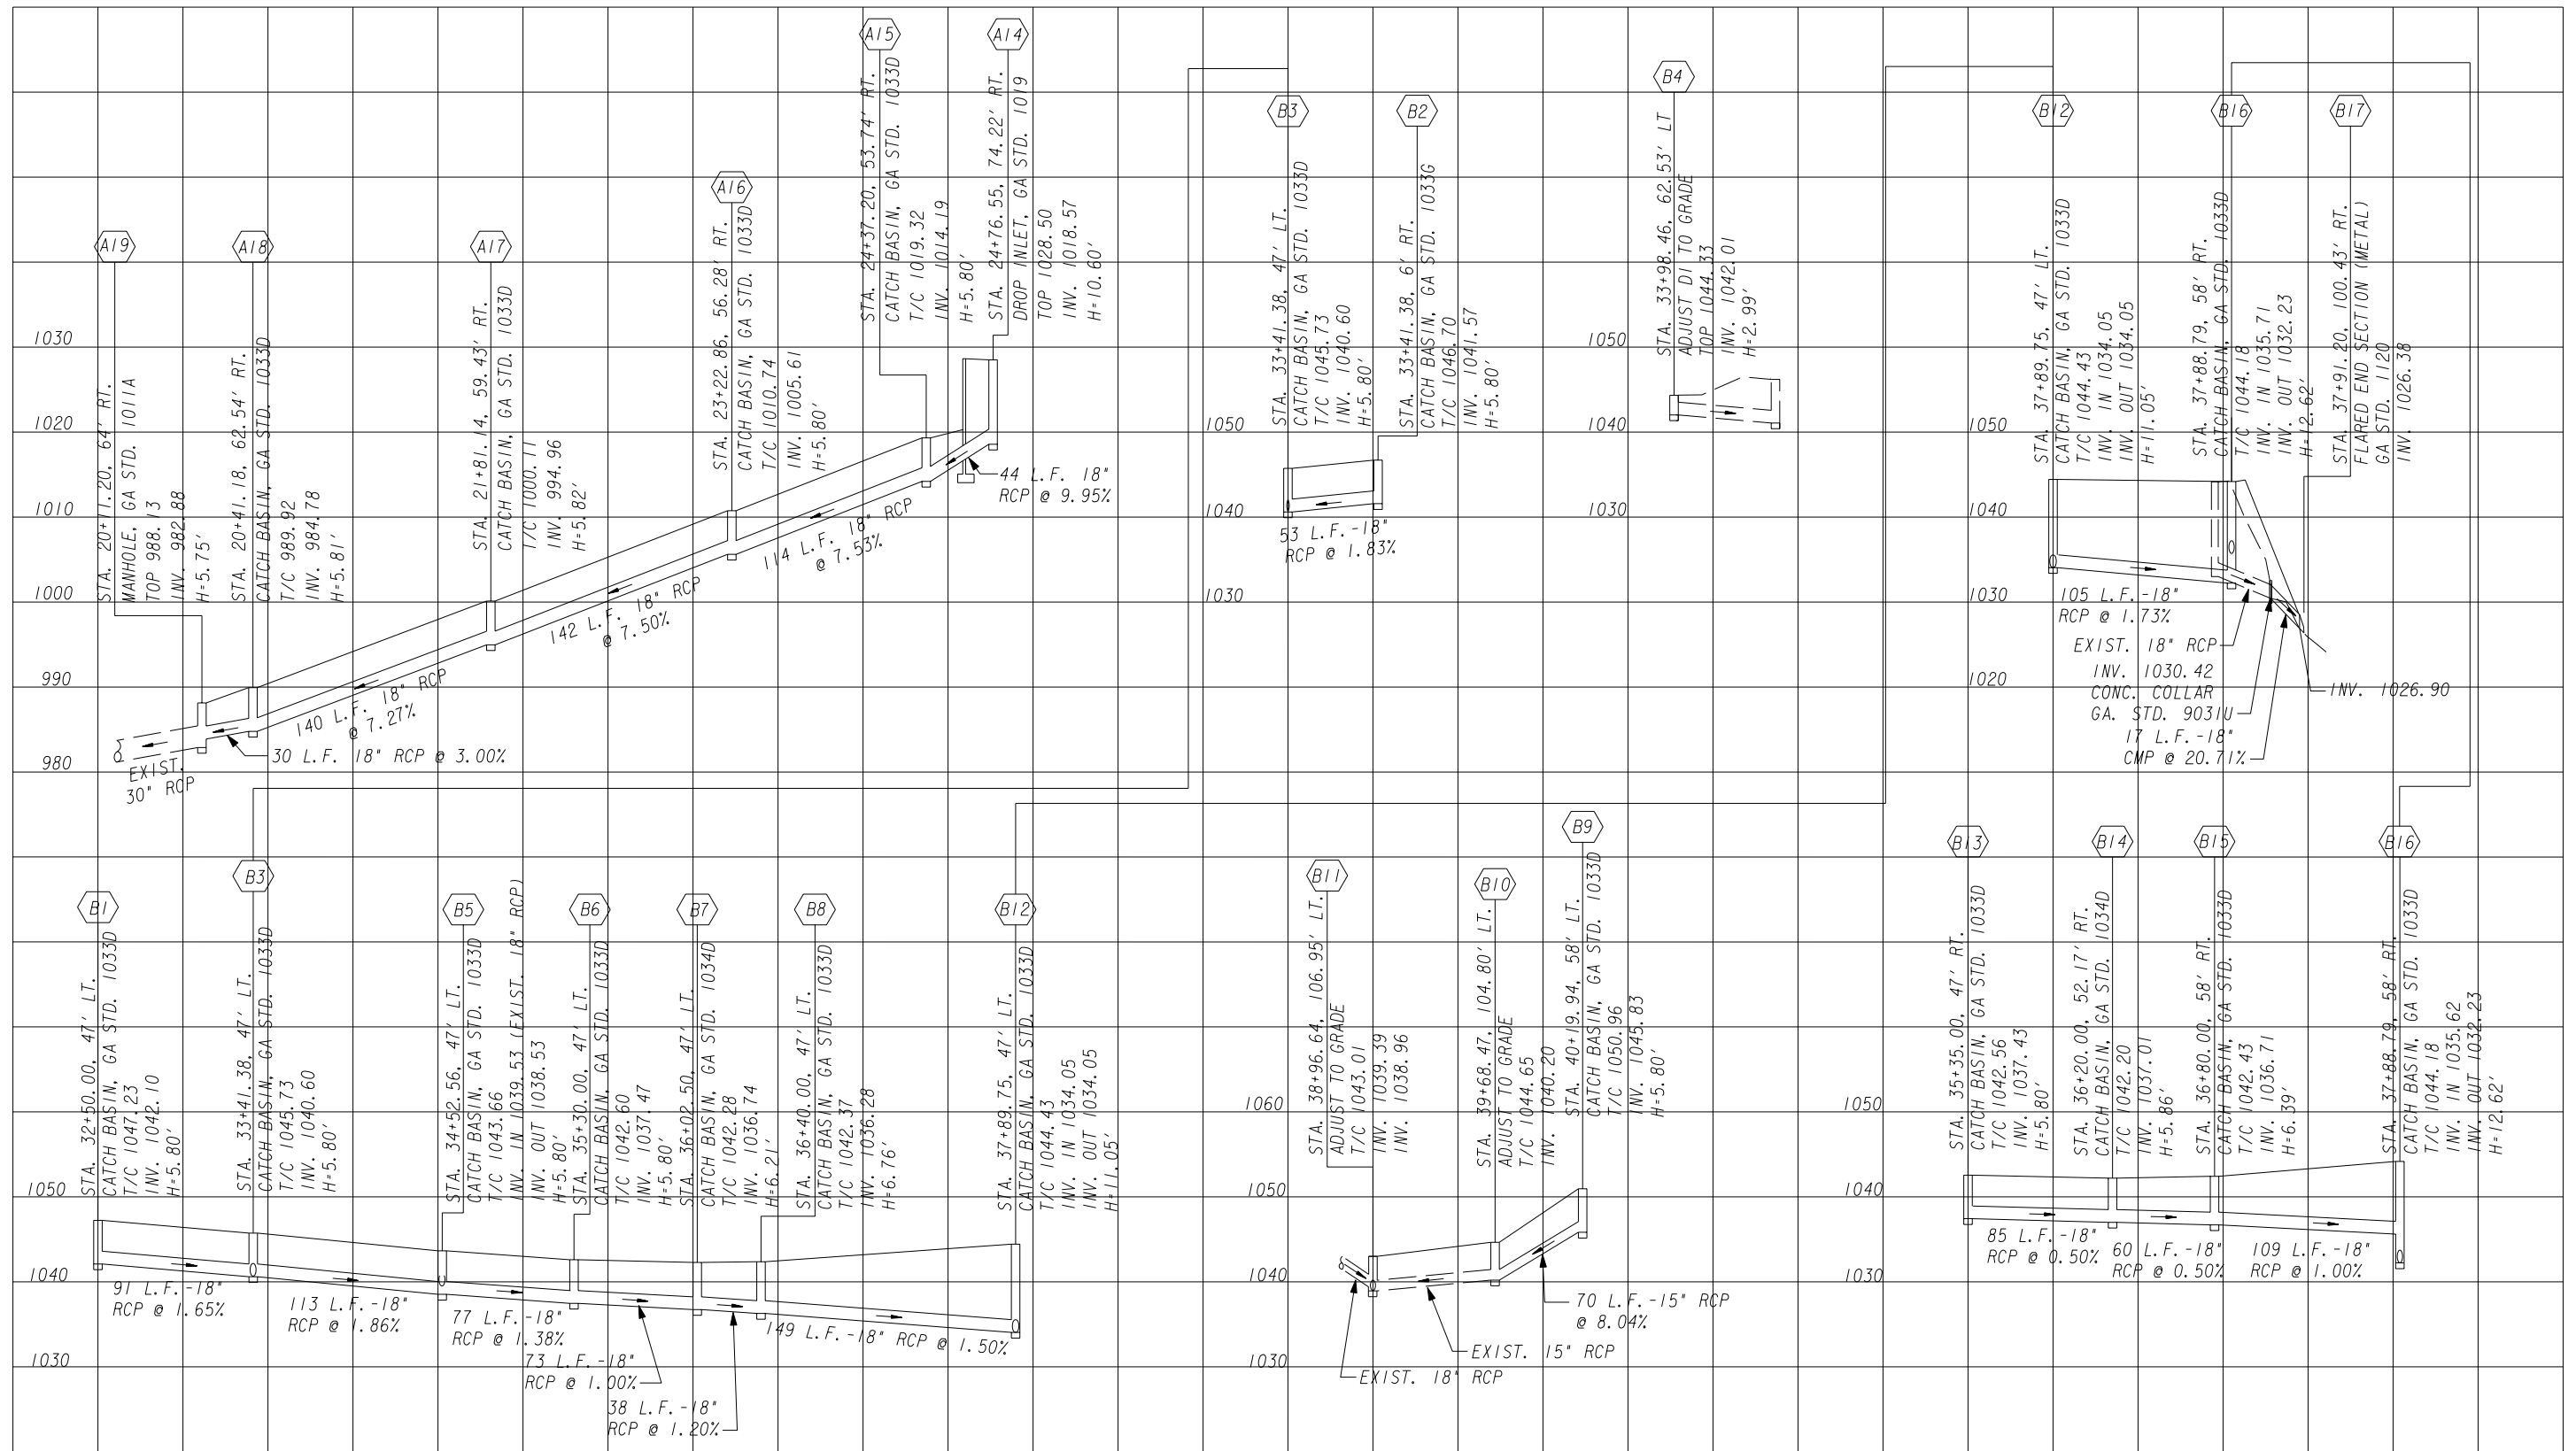 A19
STA. 20+11.20, 64' RT.
MANHOLE, GA STD. 1011A
TOP 988.13
INV. 982.88
H=5.75'
A18
STA. 20+41.18, 62.54' RT.
CATCH BASIN, GA STD. 1033D
T/C 989.92
INV. 984.78
H=5.81'
A17
STA. 21+81.14, 59.43' RT.
CATCH BASIN, GA STD. 1033D
T/C 1000.11
INV. 994.96
H=5.82'
A16
STA. 23+22.86, 56.28' RT.
CATCH BASIN, GA STD. 1033D
T/C 1010.74
INV. 1005.61
H=5.80'
A15
STA. 24+37.20, 53.74' RT.
CATCH BASIN, GA STD. 1033D
T/C 1019.32
INV. 1014.19
H=5.80'
A14
STA. 24+76.55, 74.22' RT.
DROP INLET, GA STD. 1019
TOP 1028.50
INV. 1018.57
H=10.60'
1030
1020
1010
1000
990
980
EXIST.
30" RCP
30 L.F. 18" RCP @ 3.00%
140 L.F. 18" RCP
@ 7.27%
142 L.F. 18" RCP
@ 7.50%
114 L.F. 18" RCP
@ 7.53%
44 L.F. 18"
RCP @ 9.95%
B3
STA. 33+41.38, 47' LT.
CATCH BASIN, GA STD. 1033D
T/C 1045.73
INV. 1040.60
H=5.80'
B2
STA. 33+41.38, 6' RT.
CATCH BASIN, GA STD. 1033G
T/C 1046.70
INV. 1041.57
H=5.80'
1050
1040
1030
53 L.F.-18"
RCP @ 1.83%
B4
STA. 33+98.46, 62.53' LT
ADJUST DI TO GRADE
TOP 1044.33
INV. 1042.01
H=2.99'
1050
1040
1030
B12
STA. 37+89.75, 47' LT.
CATCH BASIN, GA STD. 1033D
T/C 1044.43
INV. IN 1034.05
INV. OUT 1034.05
H=11.05'
B16
STA. 37+88.79, 58' RT.
CATCH BASIN, GA STD. 1033D
T/C 1044.18
INV. IN 1035.71
INV. OUT 1032.23
H=12.62'
B17
STA. 37+91.20, 100.43' RT.
FLARED END SECTION (METAL)
GA STD. 1120
INV. 1026.38
1050
1040
1030
1020
105 L.F.-18"
RCP @ 1.73%
EXIST. 18" RCP
INV. 1030.42
CONC. COLLAR
GA. STD. 9031U
17 L.F.-18"
CMP @ 20.71%
INV. 1026.90
B1
STA. 32+50.00, 47' LT.
CATCH BASIN, GA STD. 1033D
T/C 1047.23
INV. 1042.10
H=5.80'
B3
STA. 33+41.38, 47' LT.
CATCH BASIN, GA STD. 1033D
T/C 1045.73
INV. 1040.60
H=5.80'
B5
STA. 34+52.56, 47' LT.
CATCH BASIN, GA STD. 1033D
T/C 1043.66
INV. IN 1039.53 (EXIST. 18" RCP)
INV. OUT 1038.53
H=5.80'
B6
STA. 35+30.00, 47' LT.
CATCH BASIN, GA STD. 1033D
T/C 1042.60
INV. 1037.47
H=5.80'
B7
STA. 36+02.50, 47' LT.
CATCH BASIN, GA STD. 1034D
T/C 1042.28
INV. 1036.74
H=6.21'
B8
STA. 36+40.00, 47' LT.
CATCH BASIN, GA STD. 1033D
T/C 1042.37
INV. 1036.28
H=6.76'
B12
STA. 37+89.75, 47' LT.
CATCH BASIN, GA STD. 1033D
T/C 1044.43
INV. IN 1034.05
INV. OUT 1034.05
H=11.05'
1050
1040
1030
91 L.F.-18"
RCP @ 1.65%
113 L.F.-18"
RCP @ 1.86%
77 L.F.-18"
RCP @ 1.38%
73 L.F.-18"
RCP @ 1.00%
38 L.F.-18"
RCP @ 1.20%
149 L.F.-18" RCP @ 1.50%
B11
STA. 38+96.64, 106.95' LT.
ADJUST TO GRADE
T/C 1043.01
INV. 1039.39
INV. 1038.96
B10
STA. 39+68.47, 104.80' LT.
ADJUST TO GRADE
T/C 1044.65
INV. 1040.20
B9
STA. 40+19.94, 58' LT.
CATCH BASIN, GA STD. 1033D
T/C 1050.96
INV. 1045.83
H=5.80'
1060
1050
1040
1030
70 L.F.-15" RCP
@ 8.04%
EXIST. 15" RCP
EXIST. 18" RCP
B13
STA. 35+35.00, 47' RT.
CATCH BASIN, GA STD. 1033D
T/C 1042.56
INV. 1037.43
H=5.80'
B14
STA. 36+20.00, 52.17' RT.
CATCH BASIN, GA STD. 1034D
T/C 1042.20
INV. 1037.01
H=5.86'
B15
STA. 36+80.00, 58' RT.
CATCH BASIN, GA STD. 1033D
T/C 1042.43
INV. 1036.71
H=6.39'
B16
STA. 37+88.79, 58' RT.
CATCH BASIN, GA STD. 1033D
T/C 1044.18
INV. IN 1035.62
INV. OUT 1032.23
H=12.62'
1050
1040
1030
85 L.F.-18"
RCP @ 0.50%
60 L.F.-18"
RCP @ 0.50%
109 L.F.-18"
RCP @ 1.00%